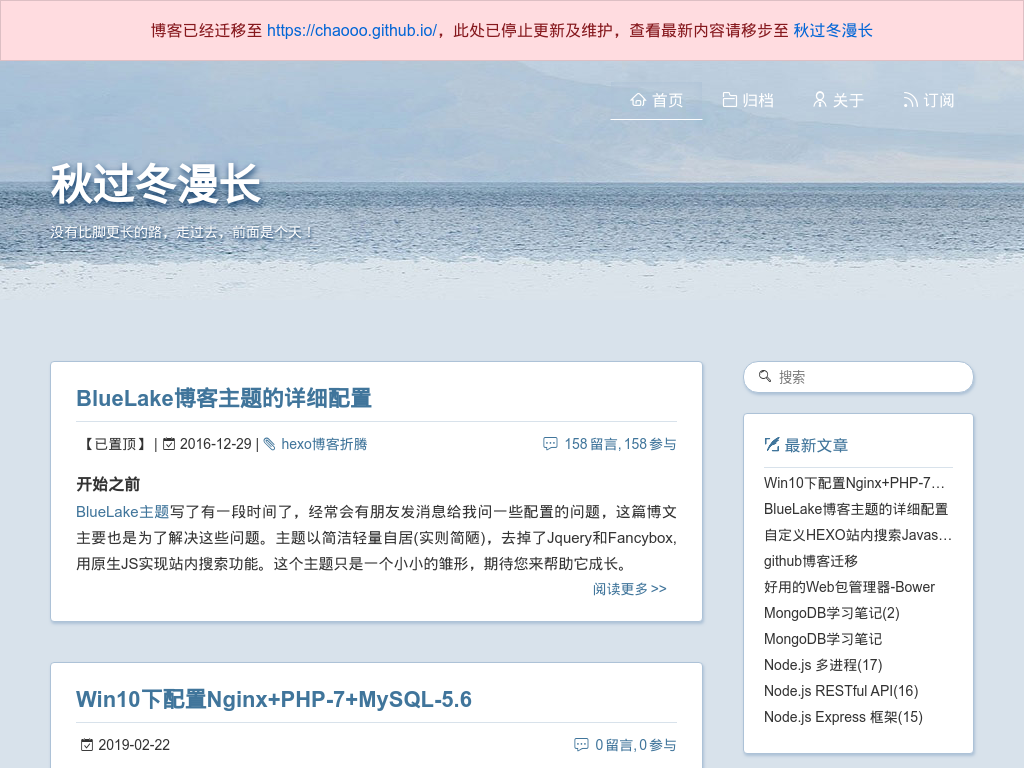 博客已经迁移至 https://chaooo.github.io/，此处已停止更新及维护，查看最新内容请移步至 秋过冬漫长
首页 归档 关于 订阅
秋过冬漫长
没有比脚更长的路，走过去，前面是个天！
BlueLake博客主题的详细配置
【已置顶】 | 2016-12-29 | hexo博客折腾 158留言,158参与
开始之前
BlueLake主题写了有一段时间了，经常会有朋友发消息给我问一些配置的问题，这篇博文
主要也是为了解决这些问题。主题以简洁轻量自居(实则简陋)，去掉了Jquery和Fancybox,
用原生JS实现站内搜索功能。这个主题只是一个小小的雏形，期待您来帮助它成长。
阅读更多>>
Win10下配置Nginx+PHP-7+MySQL-5.6
2019-02-22 0留言,0参与
搜索
最新文章
Win10下配置Nginx+PHP-7…
BlueLake博客主题的详细配置
自定义HEXO站内搜索Javas…
github博客迁移
好用的Web包管理器-Bower
MongoDB学习笔记(2)
MongoDB学习笔记
Node.js 多进程(17)
Node.js RESTful API(16)
Node.js Express 框架(15)